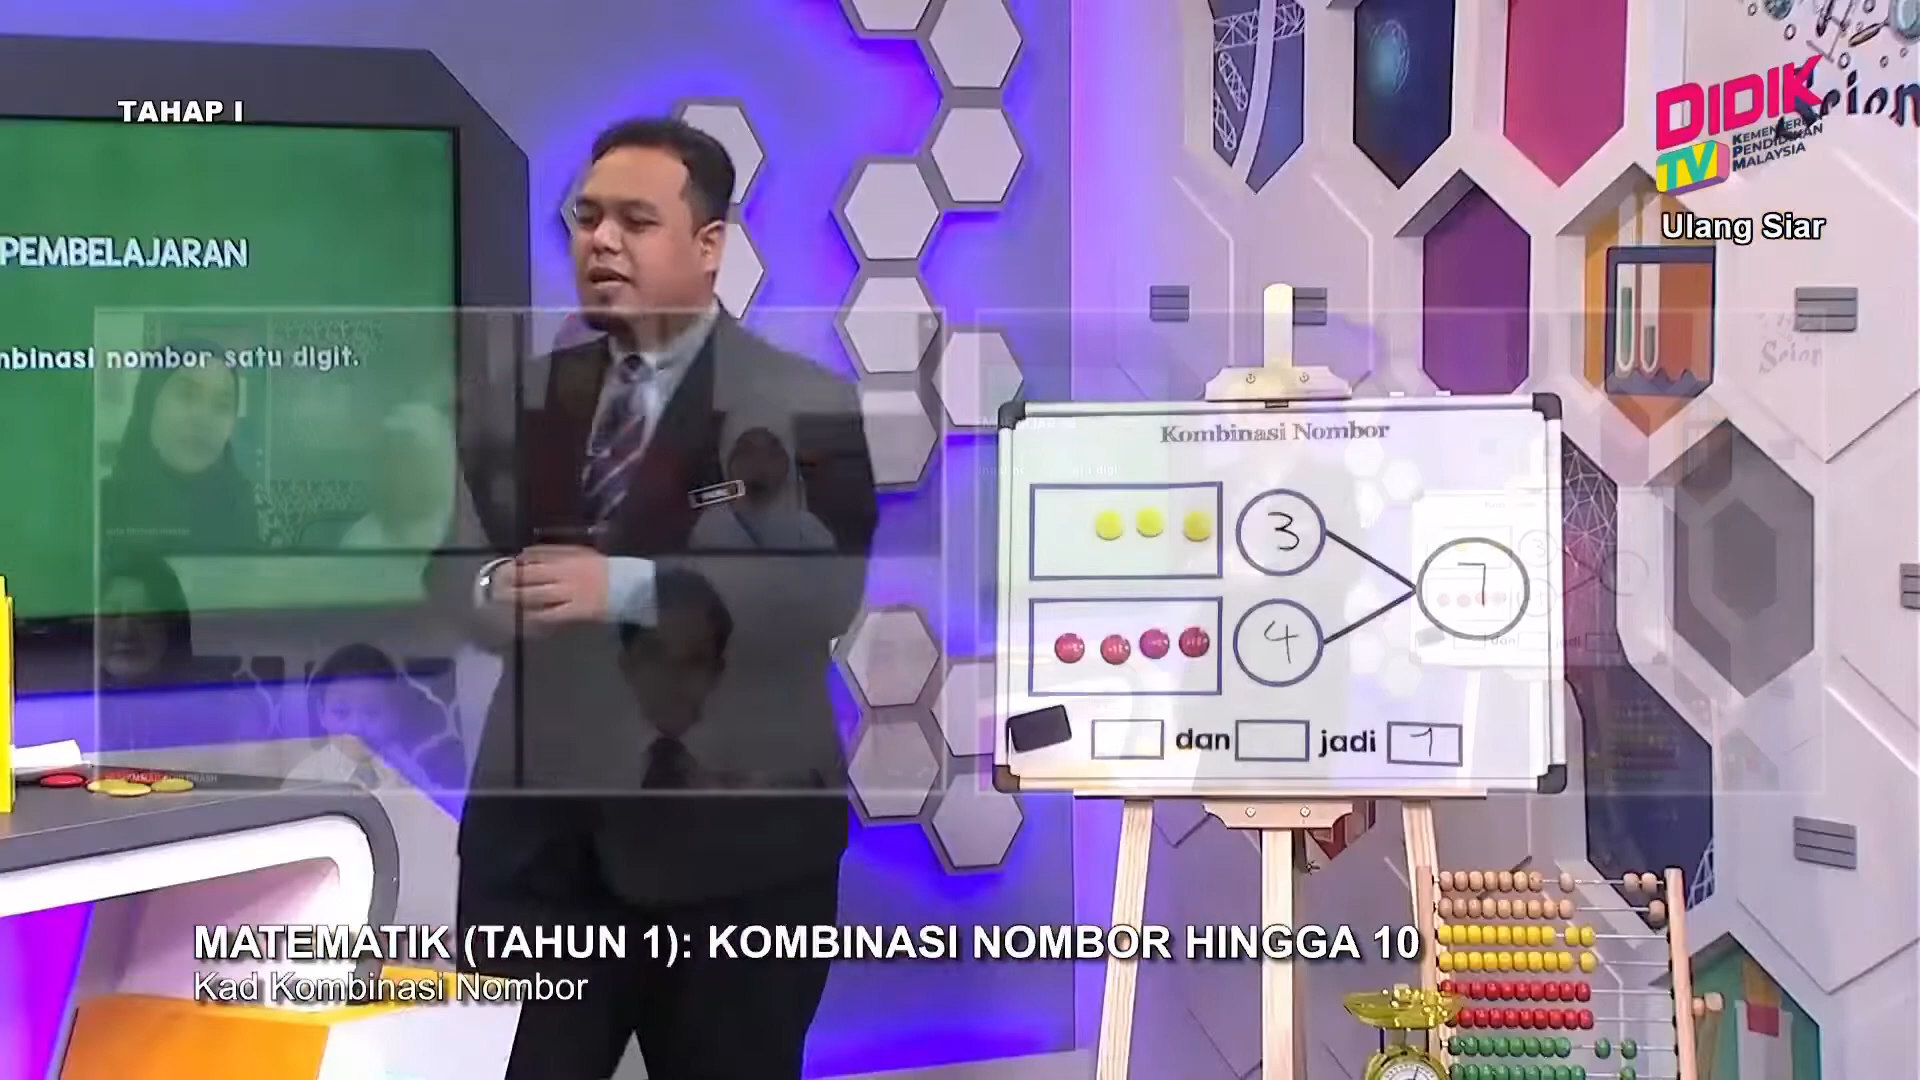 TAHAP I
DIDIK
TV
KEMENTERIAN
PENDIDIKAN
MALAYSIA
Ulang Siar
PEMBELAJARAN
nombor satu digit.
Kombinasi Nombor
3
7
4
dan jadi 7
MATEMATIK (TAHUN 1): KOMBINASI NOMBOR HINGGA 10
Kad Kombinasi Nombor